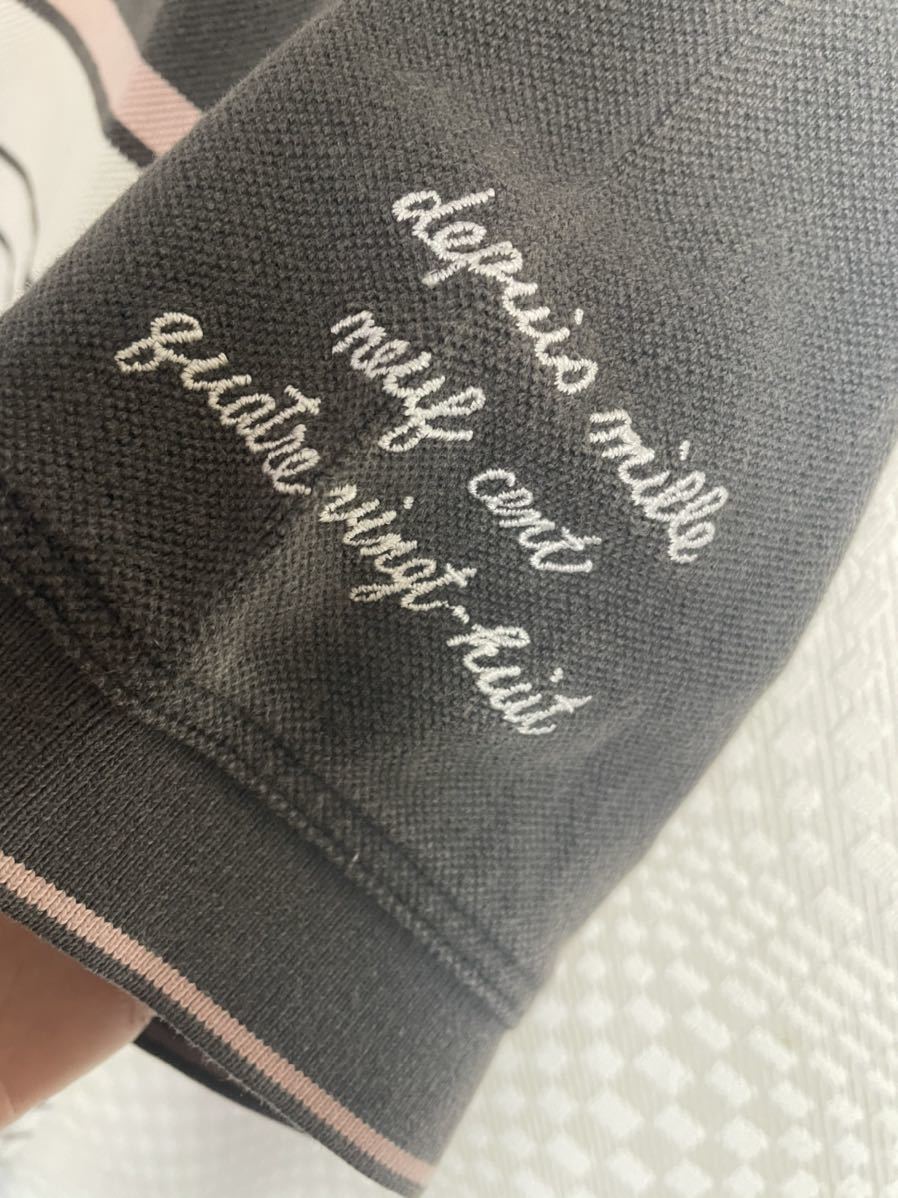 depuis mille
neuf cent
quatre vingt-huit